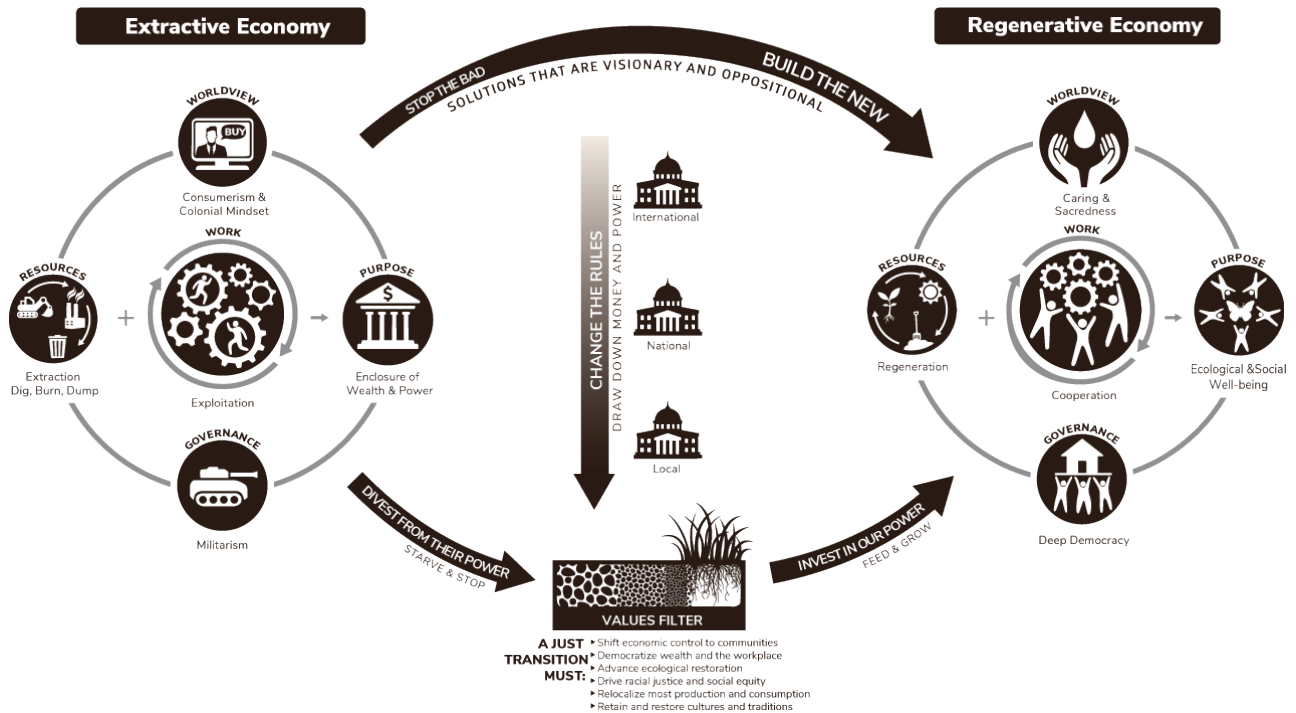 Extractive Economy
WORLDVIEW
BUY
Consumerism &
Colonial Mindset
WORK
RESOURCES
PURPOSE
$
+
Extraction
Dig, Burn, Dump
Exploitation
Enclosure of
Wealth & Power
GOVERNANCE
Militarism
STOP THE BAD
BUILD THE NEW
SOLUTIONS THAT ARE VISIONARY AND OPPOSITIONAL
CHANGE THE RULES
DRAW DOWN MONEY AND POWER
International
National
Local
DIVEST FROM THEIR POWER
STARVE & STOP
VALUES FILTER
A JUST
TRANSITION
MUST:
Shift economic control to communities
Democratize wealth and the workplace
Advance ecological restoration
Drive racial justice and social equity
Relocalize most production and consumption
Retain and restore cultures and traditions
INVEST IN OUR POWER
FEED & GROW
Regenerative Economy
WORLDVIEW
Caring &
Sacredness
WORK
RESOURCES
PURPOSE
+
Regeneration
Cooperation
Ecological &Social
Well-being
GOVERNANCE
Deep Democracy